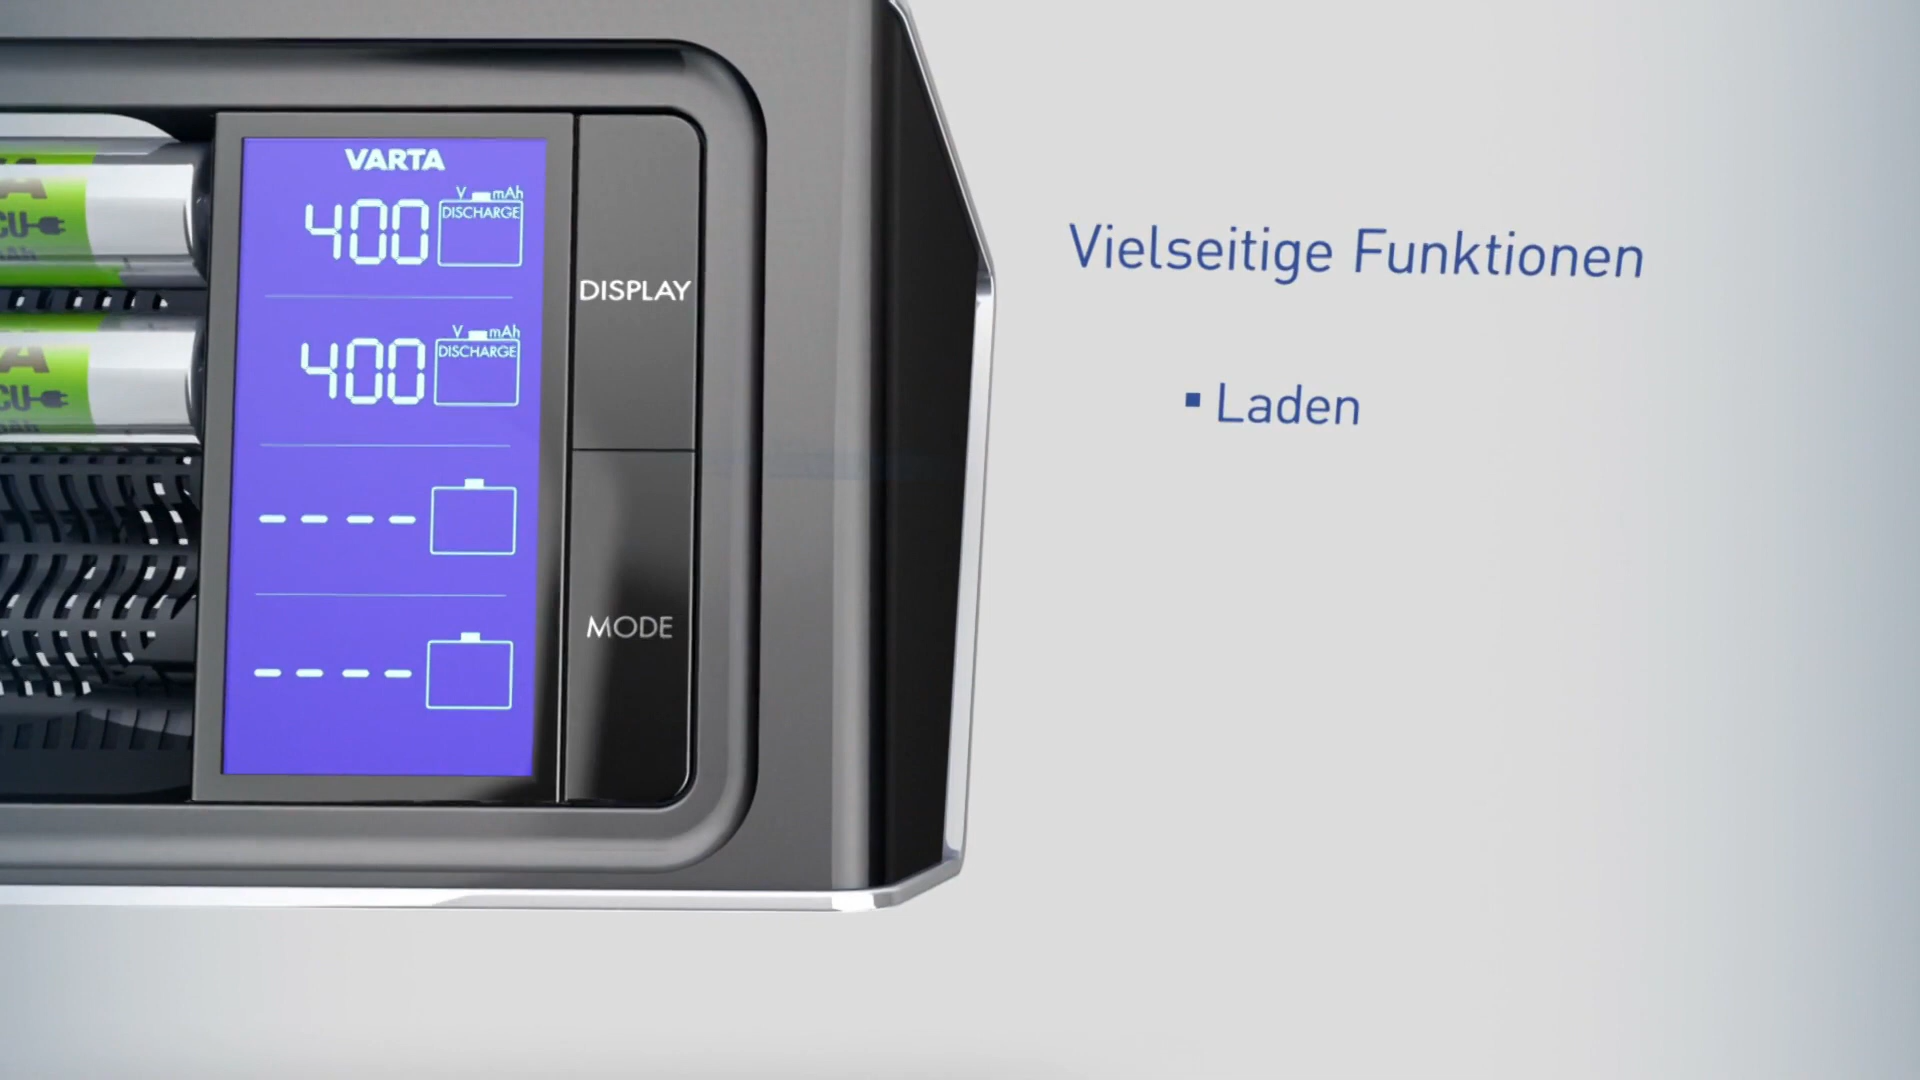 VARTA
V mAh
400 DISCHARGE
V mAh
400 DISCHARGE
- - - -
- - - -
DISPLAY
MODE
Vielseitige Funktionen
▪ Laden